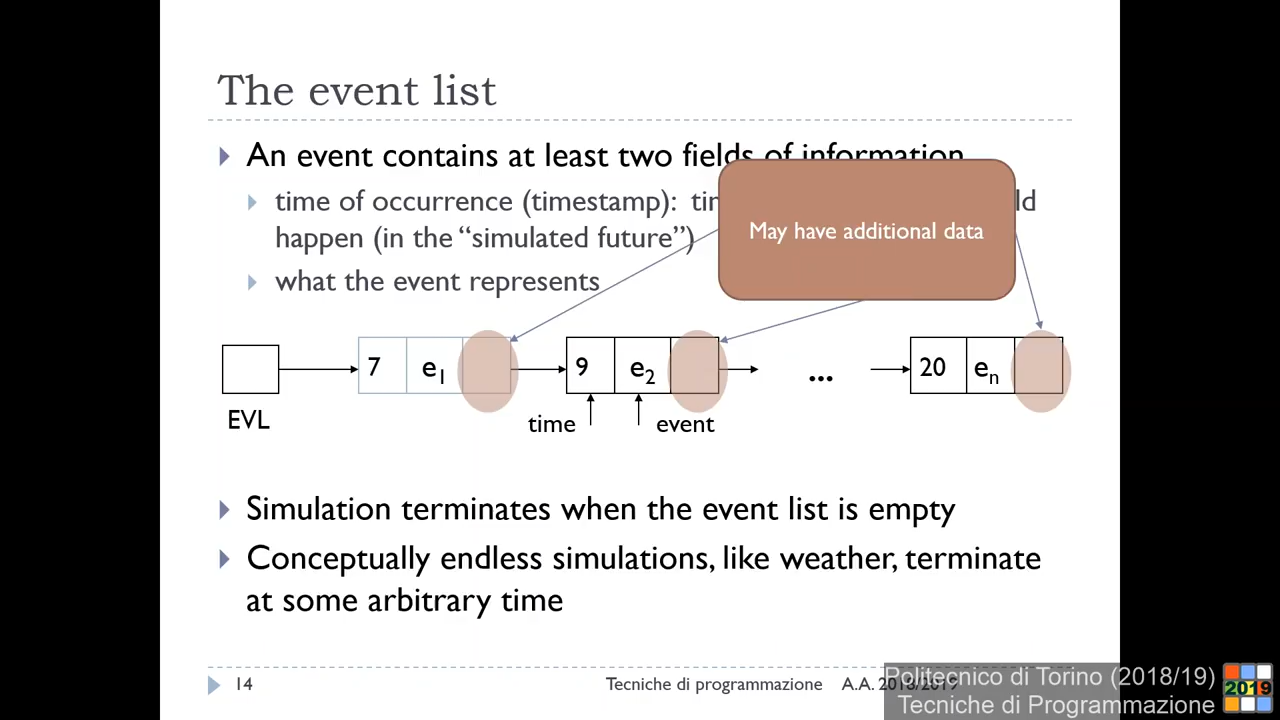 The event list
An event contains at least two fields of information
time of occurrence (timestamp):
May have additional data
happen (in the “simulated future”)
what the event represents
7 e1 9 e2 ... 20 en
EVL
time event
Simulation terminates when the event list is empty
Conceptually endless simulations, like weather, terminate
at some arbitrary time
14 Tecniche di programmazione A.A. 2018/2019
Politecnico di Torino (2018/19)
Tecniche di Programmazione
2019